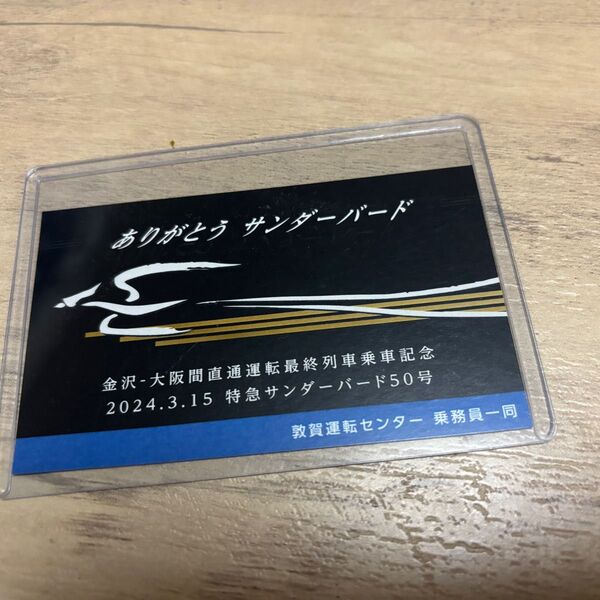 ありがとう サンダーバード
金沢-大阪間直通運転最終列車乗車記念
2024.3.15 特急サンダーバード50号
敦賀運転センター 乗務員一同